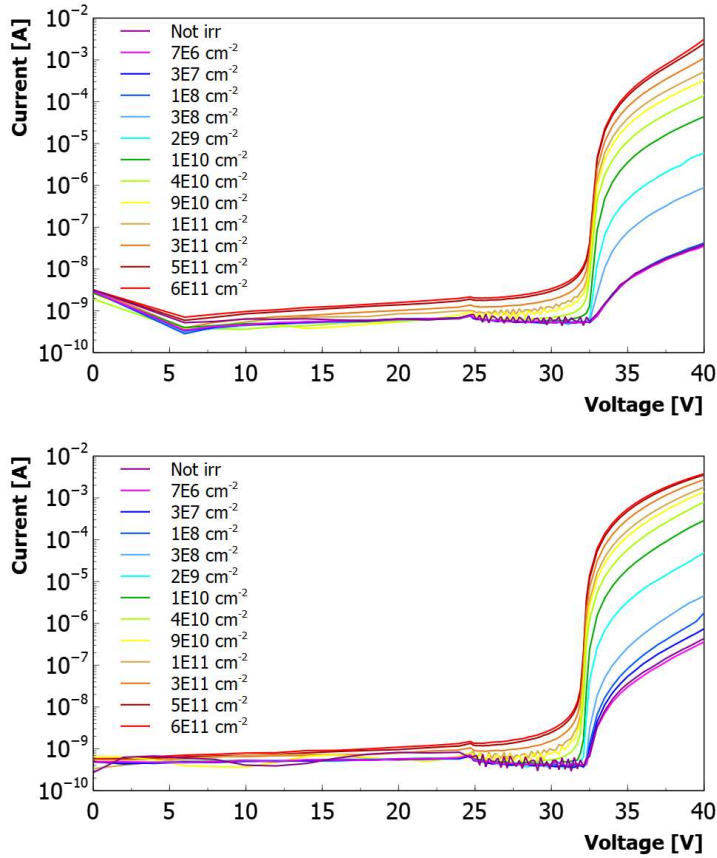 Current [A]
10⁻²
10⁻³
10⁻⁴
10⁻⁵
10⁻⁶
10⁻⁷
10⁻⁸
10⁻⁹
10⁻¹⁰
Not irr
7E6 cm⁻²
3E7 cm⁻²
1E8 cm⁻²
3E8 cm⁻²
2E9 cm⁻²
1E10 cm⁻²
4E10 cm⁻²
9E10 cm⁻²
1E11 cm⁻²
3E11 cm⁻²
5E11 cm⁻²
6E11 cm⁻²
0 5 10 15 20 25 30 35 40
Voltage [V]
Current [A]
10⁻²
10⁻³
10⁻⁴
10⁻⁵
10⁻⁶
10⁻⁷
10⁻⁸
10⁻⁹
10⁻¹⁰
Not irr
7E6 cm⁻²
3E7 cm⁻²
1E8 cm⁻²
3E8 cm⁻²
2E9 cm⁻²
1E10 cm⁻²
4E10 cm⁻²
9E10 cm⁻²
1E11 cm⁻²
3E11 cm⁻²
5E11 cm⁻²
6E11 cm⁻²
0 5 10 15 20 25 30 35 40
Voltage [V]